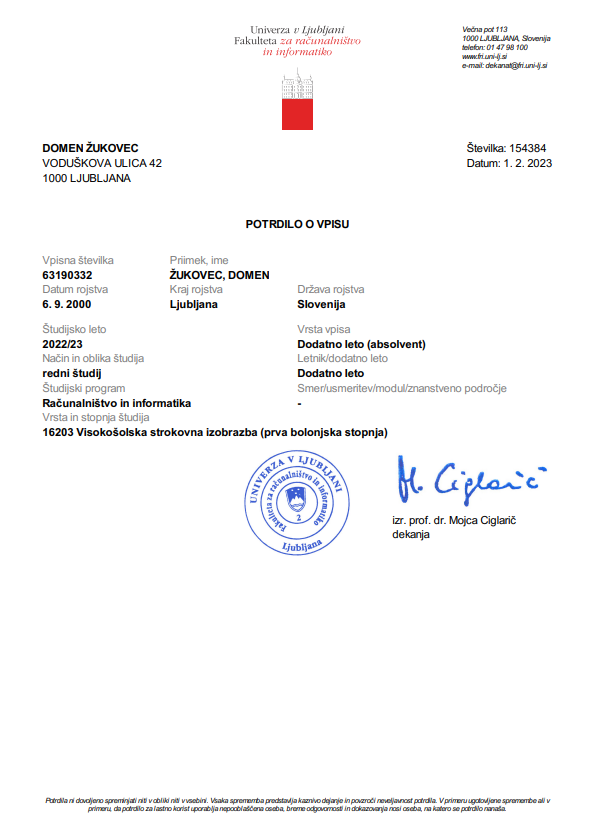 Univerza v Ljubljani
Fakulteta za računalništvo
in informatiko
Večna pot 113
1000 LJUBLJANA, Slovenija
telefon: 01 47 98 100
www.fri.uni-lj.si
e-mail: dekanat@fri.uni-lj.si
DOMEN ŽUKOVEC
VODUŠKOVA ULICA 42
1000 LJUBLJANA
Številka: 154384
Datum: 1. 2. 2023
POTRDILO O VPISU
Vpisna številka Priimek, ime
63190332 ŽUKOVEC, DOMEN
Datum rojstva Kraj rojstva Država rojstva
6. 9. 2000 Ljubljana Slovenija
Študijsko leto Vrsta vpisa
2022/23 Dodatno leto (absolvent)
Način in oblika študija Letnik/dodatno leto
redni študij Dodatno leto
Študijski program Smer/usmeritev/modul/znanstveno področje
Računalništvo in informatika -
Vrsta in stopnja študija
16203 Visokošolska strokovna izobrazba (prva bolonjska stopnja)
UNIVERZA V LJUBLJANI
Fakulteta za računalništvo in informatiko
2
Ljubljana
M. Ciglarič
izr. prof. dr. Mojca Ciglarič
dekanja
Potrdila ni dovoljeno spreminjati niti v obliki niti v vsebini. Vsaka sprememba predstavlja kaznivo dejanje in povzroči neveljavnost potrdila. V primeru ugotovljene spremembe ali v
primeru, da potrdilo za lastno korist uporablja nepooblaščena oseba, breme odgovornosti in dokazovanja nosi oseba, na katero se potrdilo nanaša.